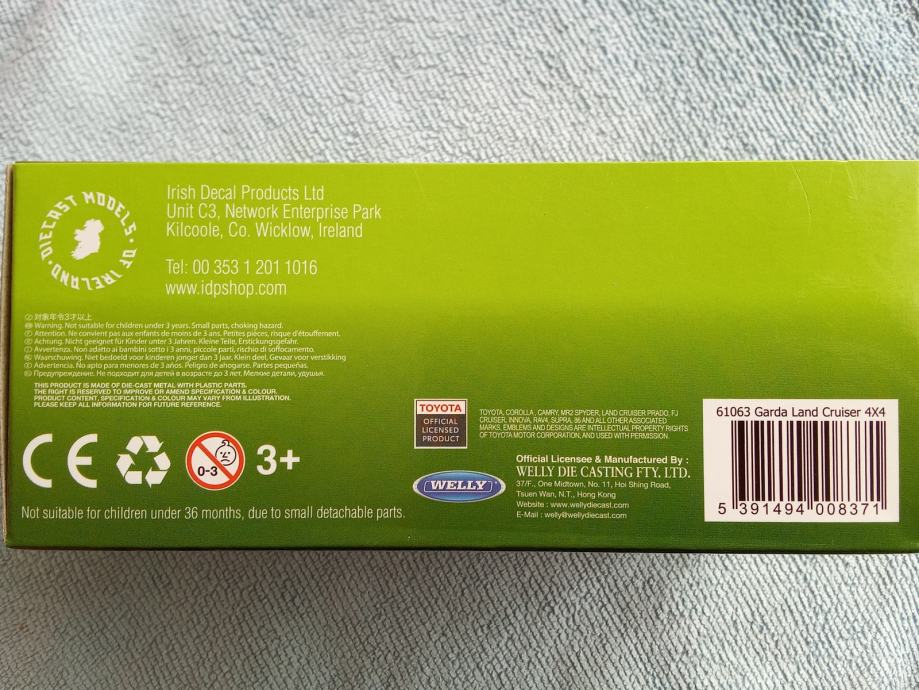 DIECAST MODELS · OF IRELAND ·
Irish Decal Products Ltd
Unit C3, Network Enterprise Park
Kilcoole, Co. Wicklow, Ireland
Tel: 00 353 1 201 1016
www.idpshop.com
対象年令3才以上
Warning. Not suitable for children under 3 years. Small parts, choking hazard.
Attention. Ne convient pas aux enfants de moins de 3 ans. Petites pièces, risque d'étouffement.
Achtung. Nicht geeignet für Kinder unter 3 Jahren. Kleine Teile, Erstickungsgefahr.
Avvertenza. Non adatto ai bambini sotto i 3 anni, piccole parti, rischio di soffocamento.
Waarschuwing. Niet bedoeld voor kinderen jonger dan 3 Jaar. Klein deel, Gevaar voor verstikking
Advertencia. No apto para menores de 3 años. Peligro de ahogarse. Partes pequeñas.
Предупреждение. Не подходит для детей в возрасте до 3 лет. Мелкие детали, удушья.
THIS PRODUCT IS MADE OF DIE-CAST METAL WITH PLASTIC PARTS.
THE RIGHT IS RESERVED TO IMPROVE OR AMEND SPECIFICATION & COLOUR.
PRODUCT CONTENT, SPECIFICATION & COLOUR MAY VARY FROM ILLUSTRATION.
PLEASE KEEP ALL INFORMATION FOR FUTURE REFERENCE.
CE
0-3
3+
Not suitable for children under 36 months, due to small detachable parts.
TOYOTA
OFFICIAL
LICENSED
PRODUCT
TOYOTA, COROLLA, CAMRY, MR2 SPYDER, LAND CRUISER PRADO, FJ
CRUISER, INNOVA, RAV4, SUPRA, 86 AND ALL OTHER ASSOCIATED
MARKS, EMBLEMS AND DESIGNS ARE INTELLECTUAL PROPERTY RIGHTS
OF TOYOTA MOTOR CORPORATION, AND USED WITH PERMISSION.
WELLY
Official Licensee & Manufactured By :
WELLY DIE CASTING FTY. LTD.
37/F., One Midtown, No. 11, Hoi Shing Road,
Tsuen Wan, N.T., Hong Kong
Website : www.wellydiecast.com
E-Mail : welly@wellydiecast.com
61063 Garda Land Cruiser 4X4
5 391494 008371